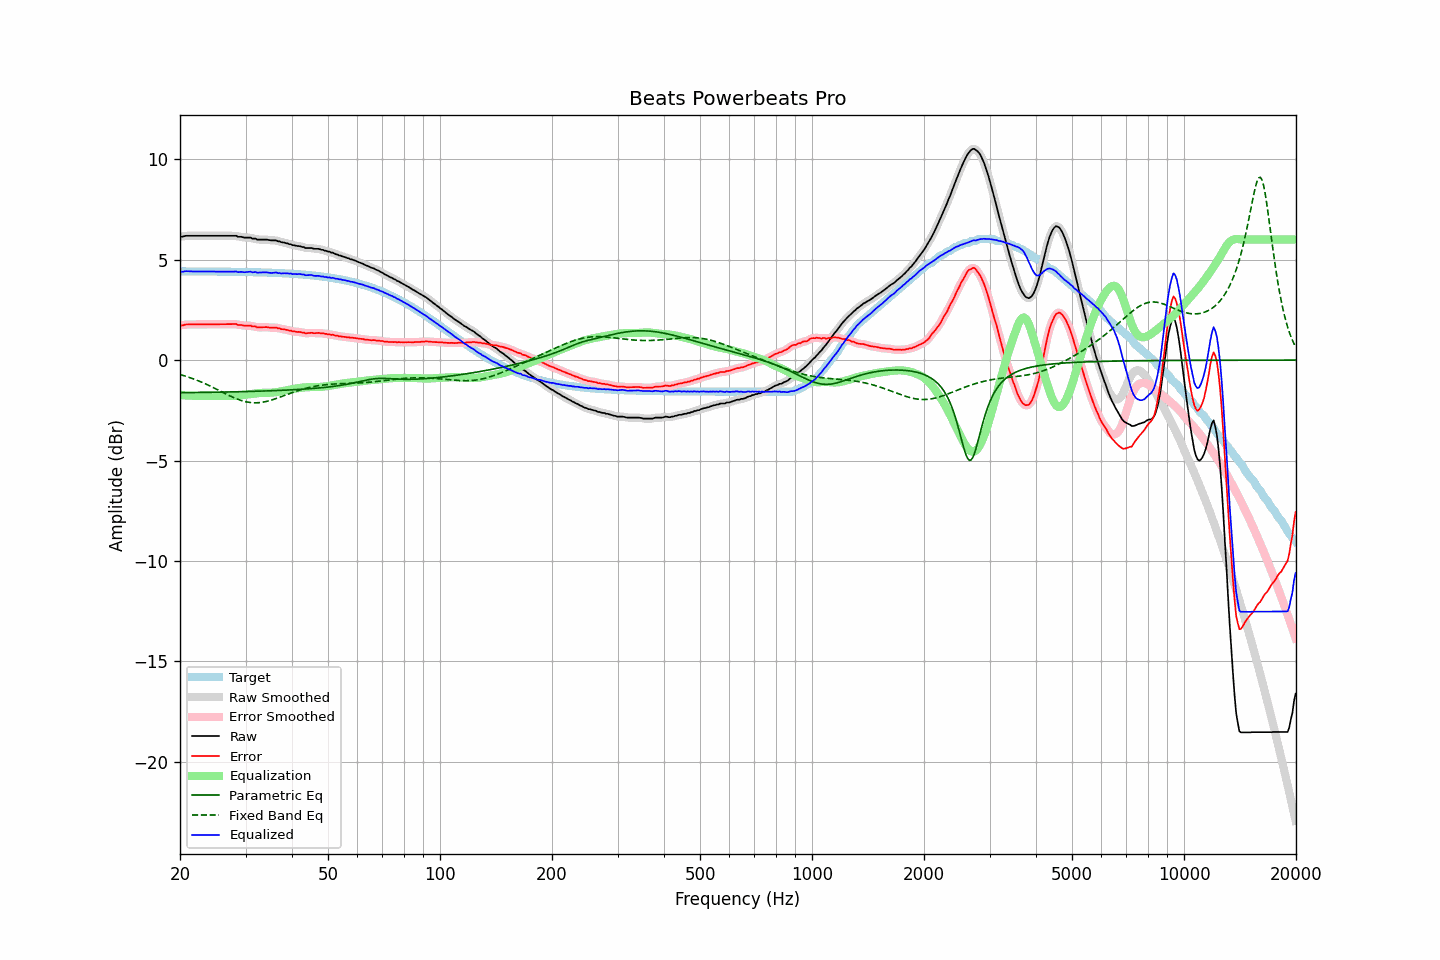 Beats Powerbeats Pro
Amplitude (dBr)
10
5
0
−5
−10
−15
−20
Target
Raw Smoothed
Error Smoothed
Raw
Error
Equalization
Parametric Eq
Fixed Band Eq
Equalized
20 50 100 200 500 1000 2000 5000 10000 20000
Frequency (Hz)